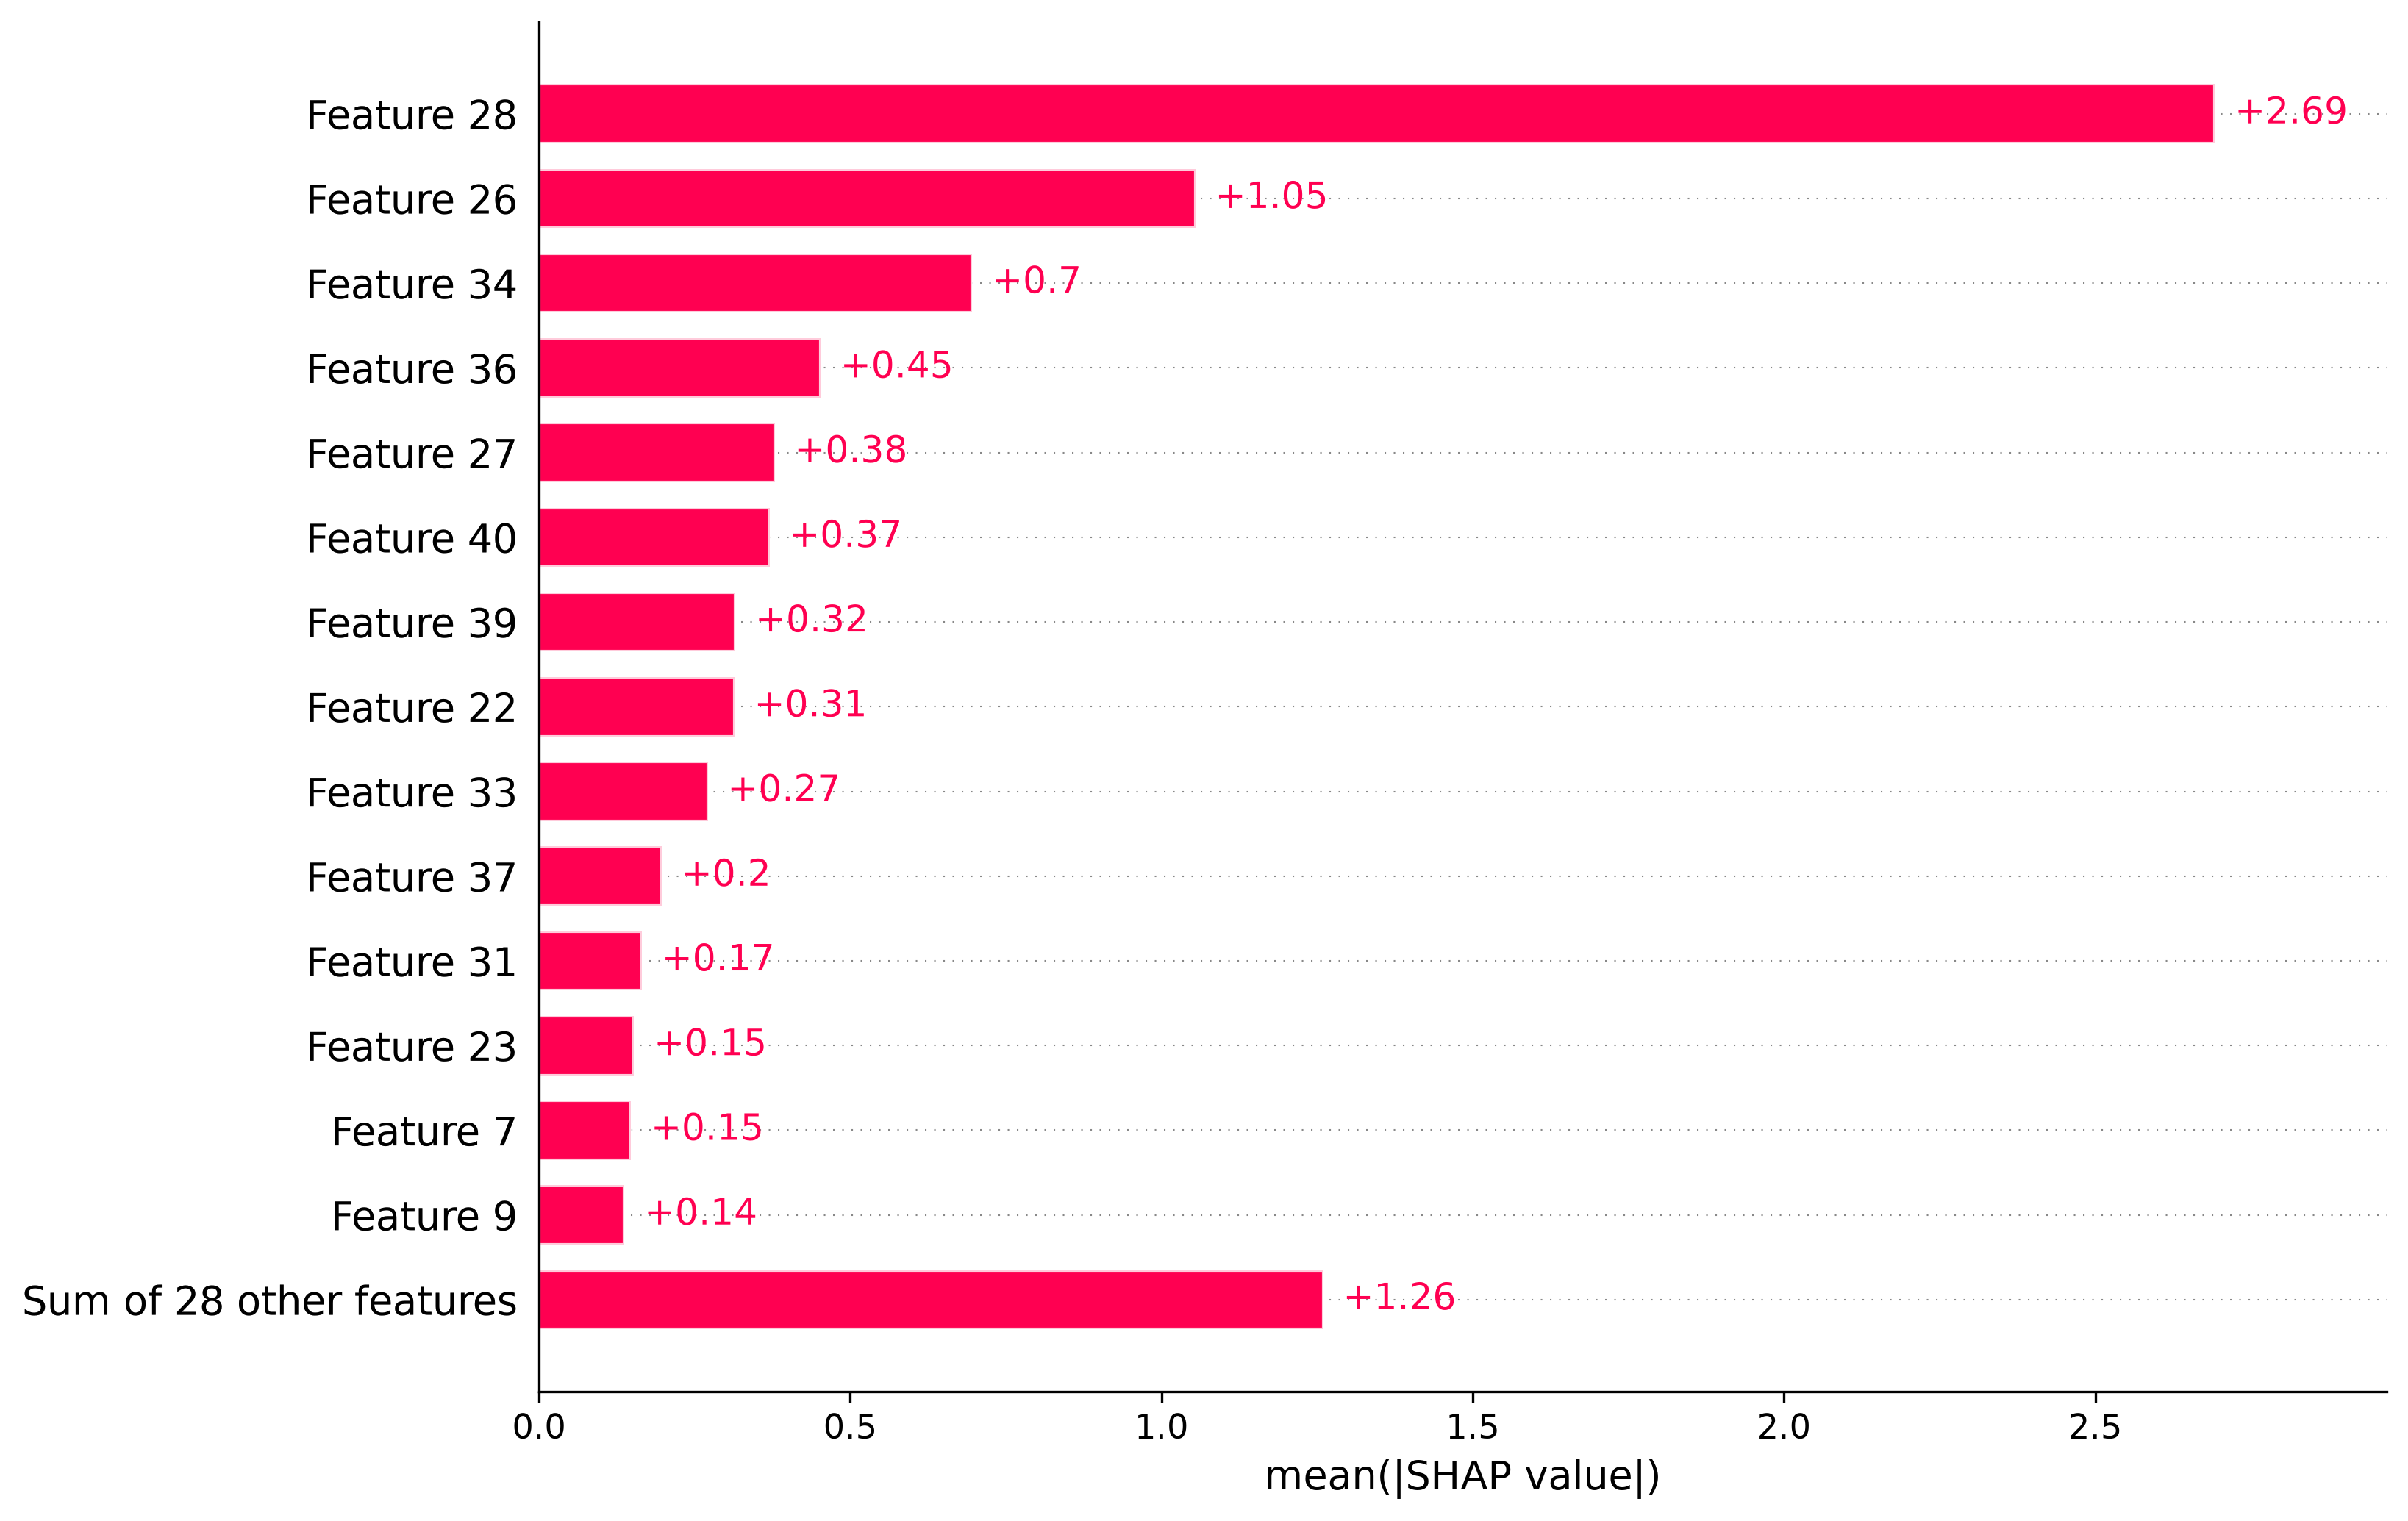 Feature 28 +2.69
Feature 26 +1.05
Feature 34 +0.7
Feature 36 +0.45
Feature 27 +0.38
Feature 40 +0.37
Feature 39 +0.32
Feature 22 +0.31
Feature 33 +0.27
Feature 37 +0.2
Feature 31 +0.17
Feature 23 +0.15
Feature 7 +0.15
Feature 9 +0.14
Sum of 28 other features +1.26
0.0 0.5 1.0 1.5 2.0 2.5
mean(|SHAP value|)